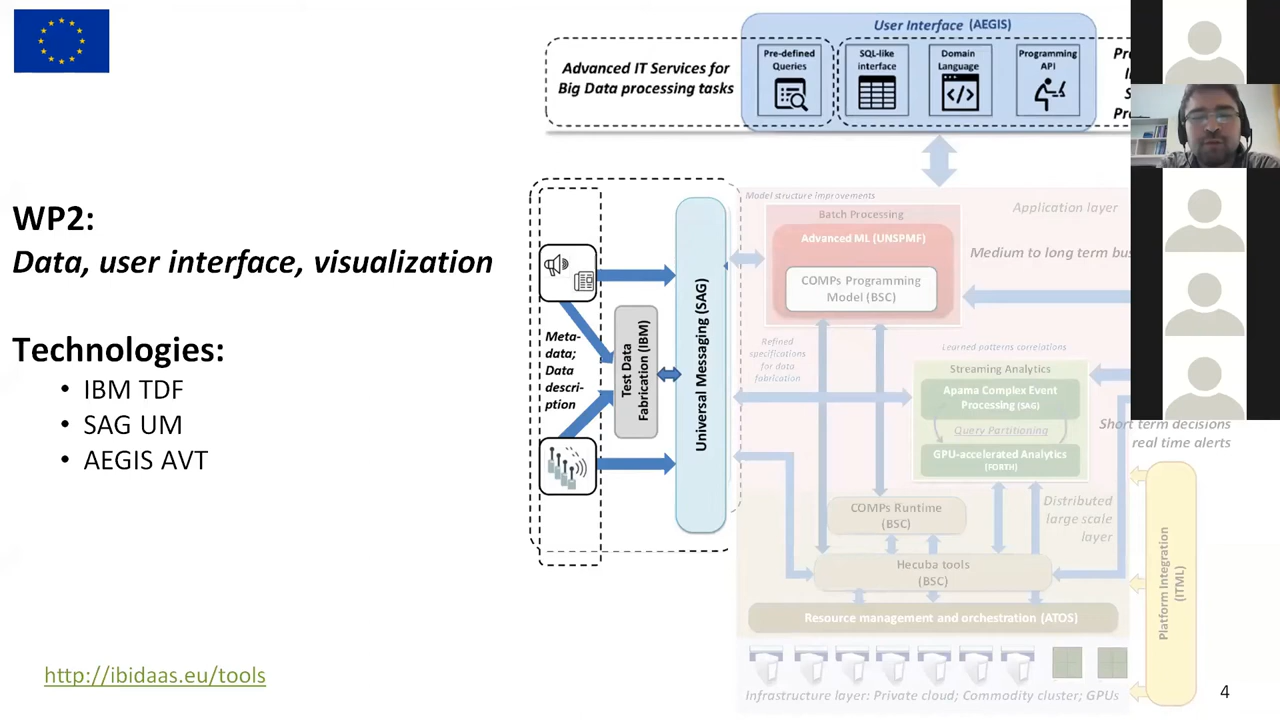 WP2:
Data, user interface, visualization
Technologies:
• IBM TDF
• SAG UM
• AEGIS AVT
http://ibidaas.eu/tools
User Interface (AEGIS)
Advanced IT Services for
Big Data processing tasks
Pre-defined
Queries
SQL-like
interface
Domain
Language
Programming
API
Meta-
data;
Data
descri-
ption
Test Data
Fabrication (IBM)
Universal Messaging (SAG)
Model structure improvements
Batch Processing
Advanced ML (UNSPMF)
COMPs Programming
Model (BSC)
Application layer
Medium to long term bus
Refined
specifications
for data
fabrication
Learned patterns correlations
Streaming Analytics
Apama Complex Event
Processing (SAG)
Query Partitioning
GPU-accelerated Analytics
(FORTH)
Short term decisions
real time alerts
COMPs Runtime
(BSC)
Distributed
large scale
layer
Hecuba tools
(BSC)
Resource management and orchestration (ATOS)
Platform Integration
(ITML)
Infrastructure layer: Private cloud; Commodity cluster; GPUs
4